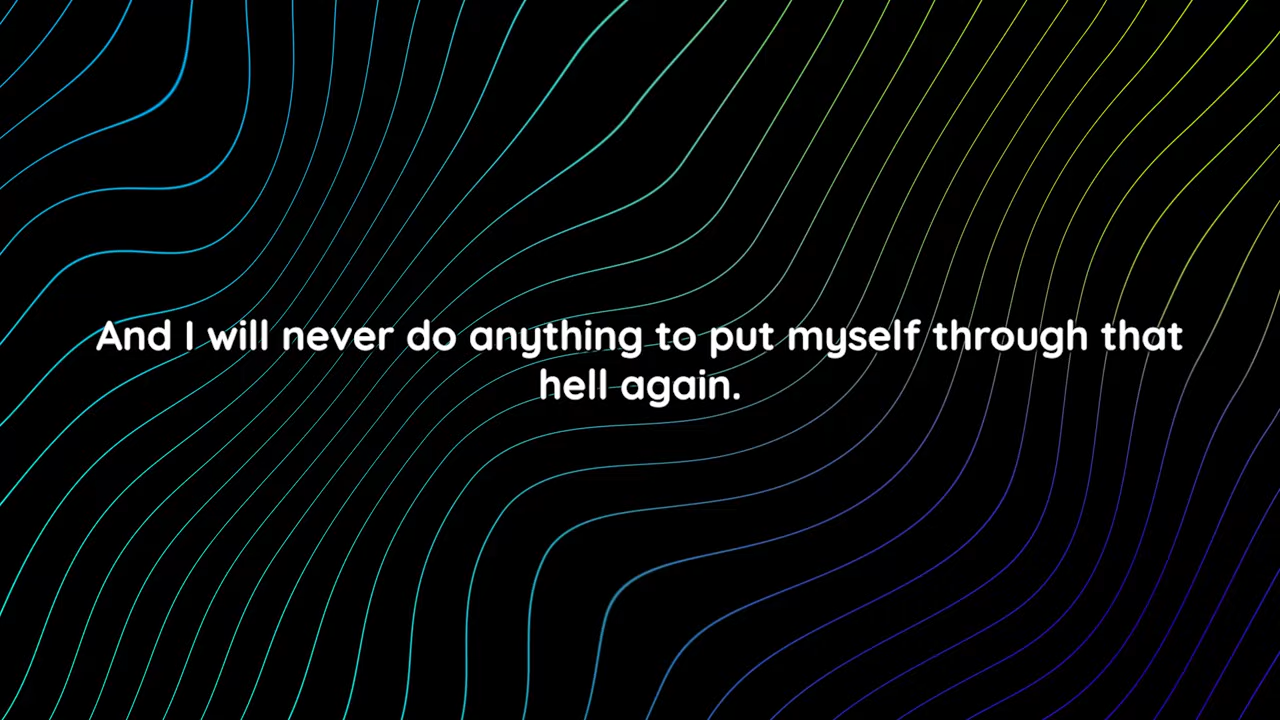 And I will never do anything to put myself through that
hell again.